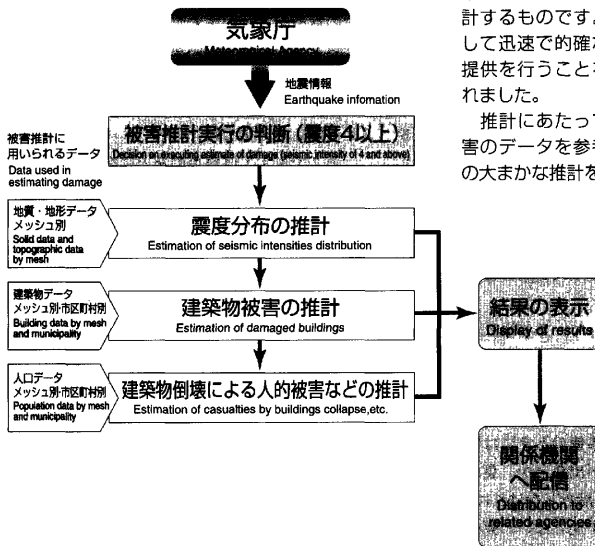 気象庁
地震情報
Earthquake infomation
被害推計実行の判断（震度4以上）
Decision on executing estimate of damage (seismic intensity of 4 and above)
被害推計に
用いられるデータ
Data used in
estimating damage
地質・地形データ
メッシュ別
Solid data and
topographic data
by mesh
震度分布の推計
Estimation of seismic intensities distribution
建築物データ
メッシュ別・市区町村別
Building data by mesh
and municipality
建築物被害の推計
Estimation of damaged buildings
人口データ
メッシュ別・市区町村別
Population data by mesh
and municipality
建築物倒壊による人的被害などの推計
Estimation of casualties by buildings collapse,etc.
結果の表示
Display of results
関係機関
へ配信
Distribution to
related agencies
計するものです。
して迅速で的確な
提供を行うことを
れました。
推計にあたって
害のデータを参考
の大まかな推計を